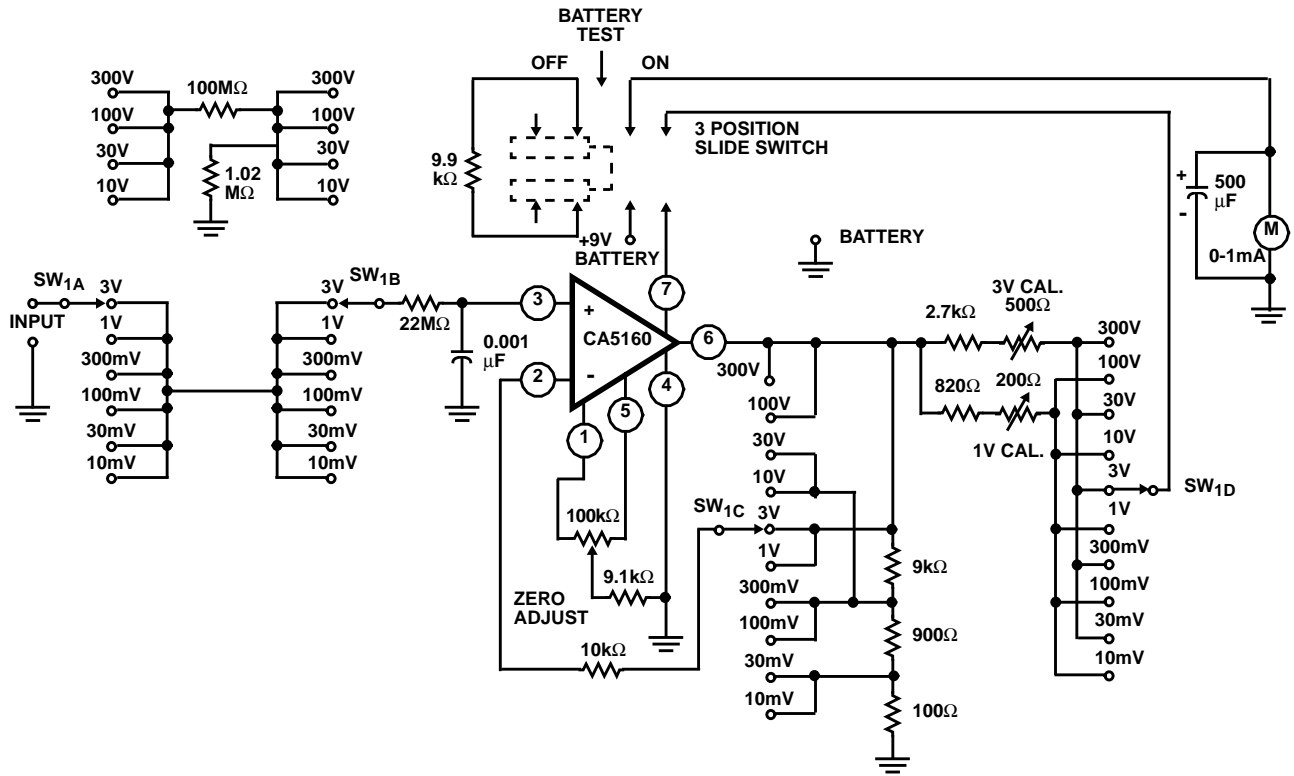 BATTERY
TEST
OFF
ON
300V
100V
30V
10V
100MΩ
1.02
MΩ
300V
100V
30V
10V
9.9
kΩ
3 POSITION
SLIDE SWITCH
+9V
BATTERY
BATTERY
+
-
500
μF
M
0-1mA
SW1A
INPUT
3V
1V
300mV
100mV
30mV
10mV
3V
1V
300mV
100mV
30mV
10mV
SW1B
22MΩ
0.001
μF
3
2
+
-
CA5160
7
6
4
5
1
100kΩ
9.1kΩ
ZERO
ADJUST
10kΩ
SW1C
300V
100V
30V
10V
3V
1V
300mV
100mV
30mV
10mV
9kΩ
900Ω
100Ω
2.7kΩ
3V CAL.
500Ω
820Ω
200Ω
1V CAL.
300V
100V
30V
10V
3V
1V
300mV
100mV
30mV
10mV
SW1D